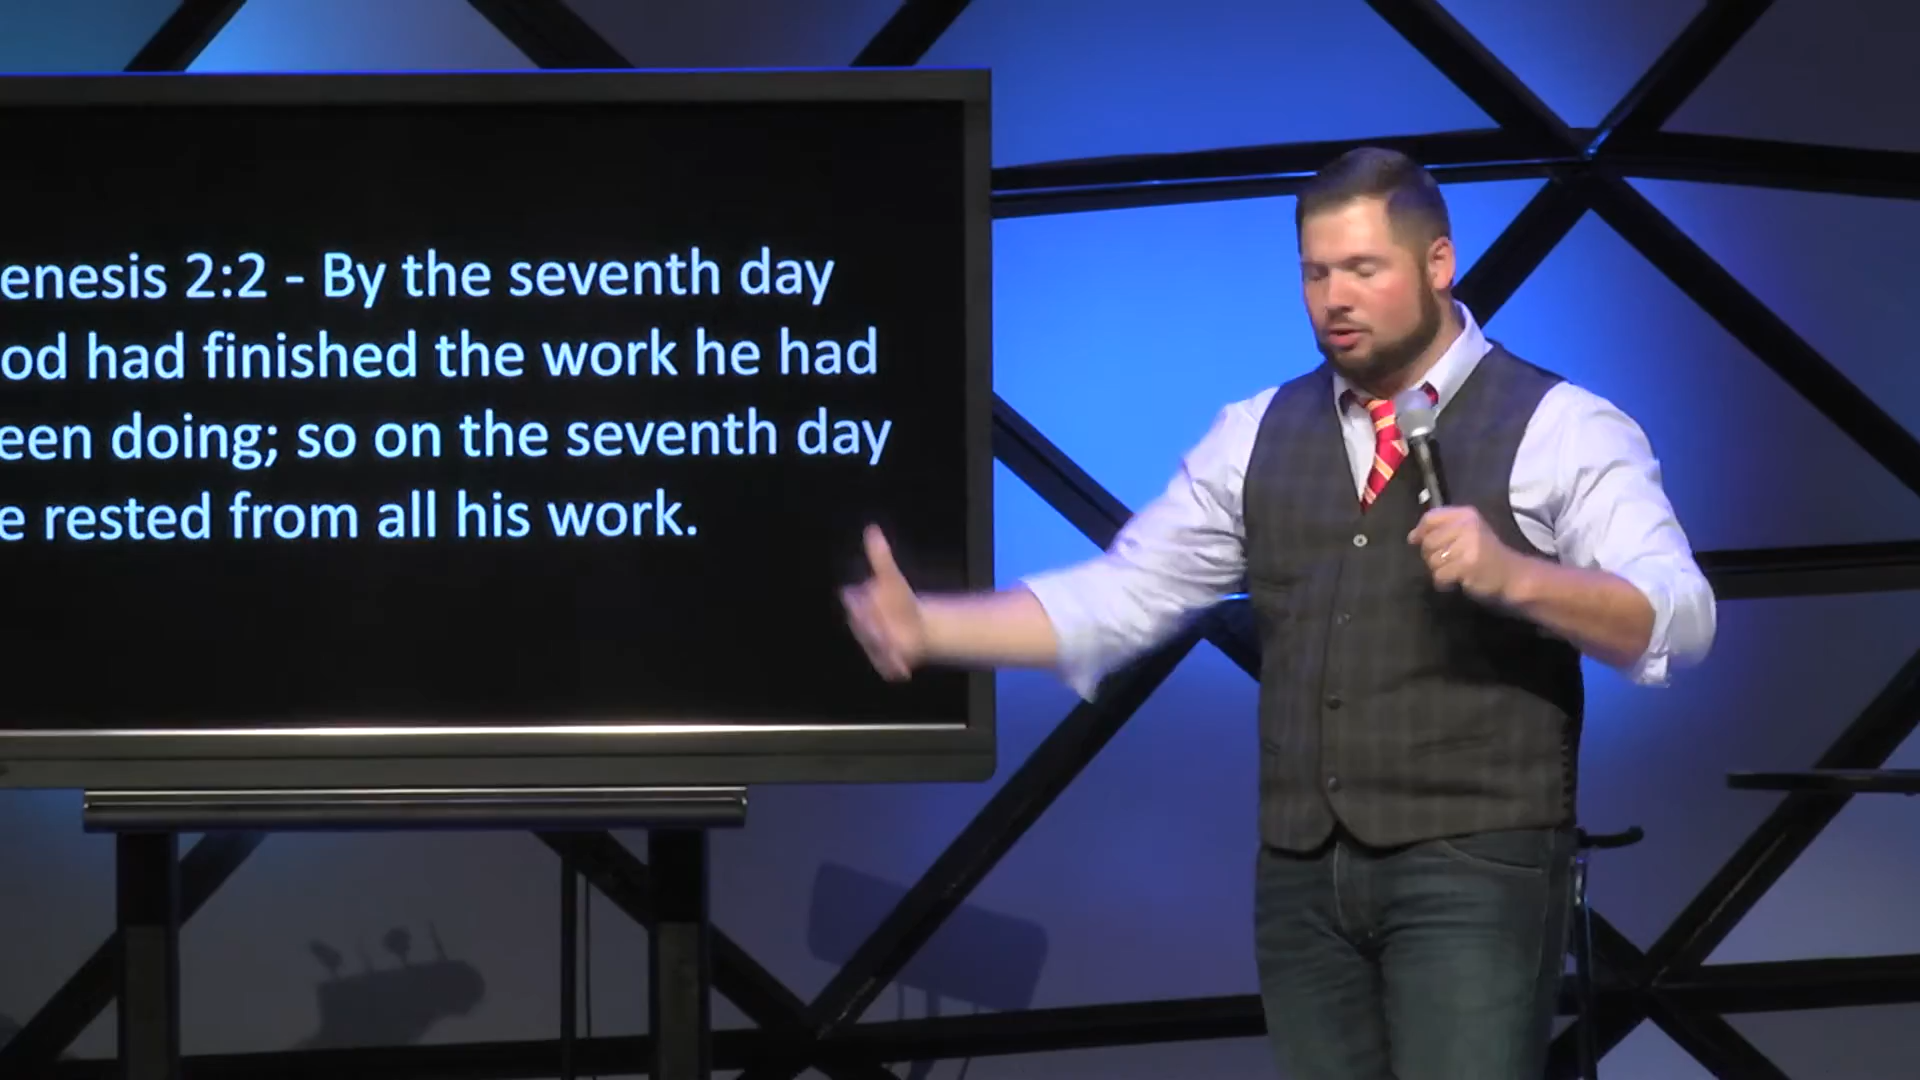 enesis 2:2 - By the seventh day
od had finished the work he had
een doing; so on the seventh day
e rested from all his work.